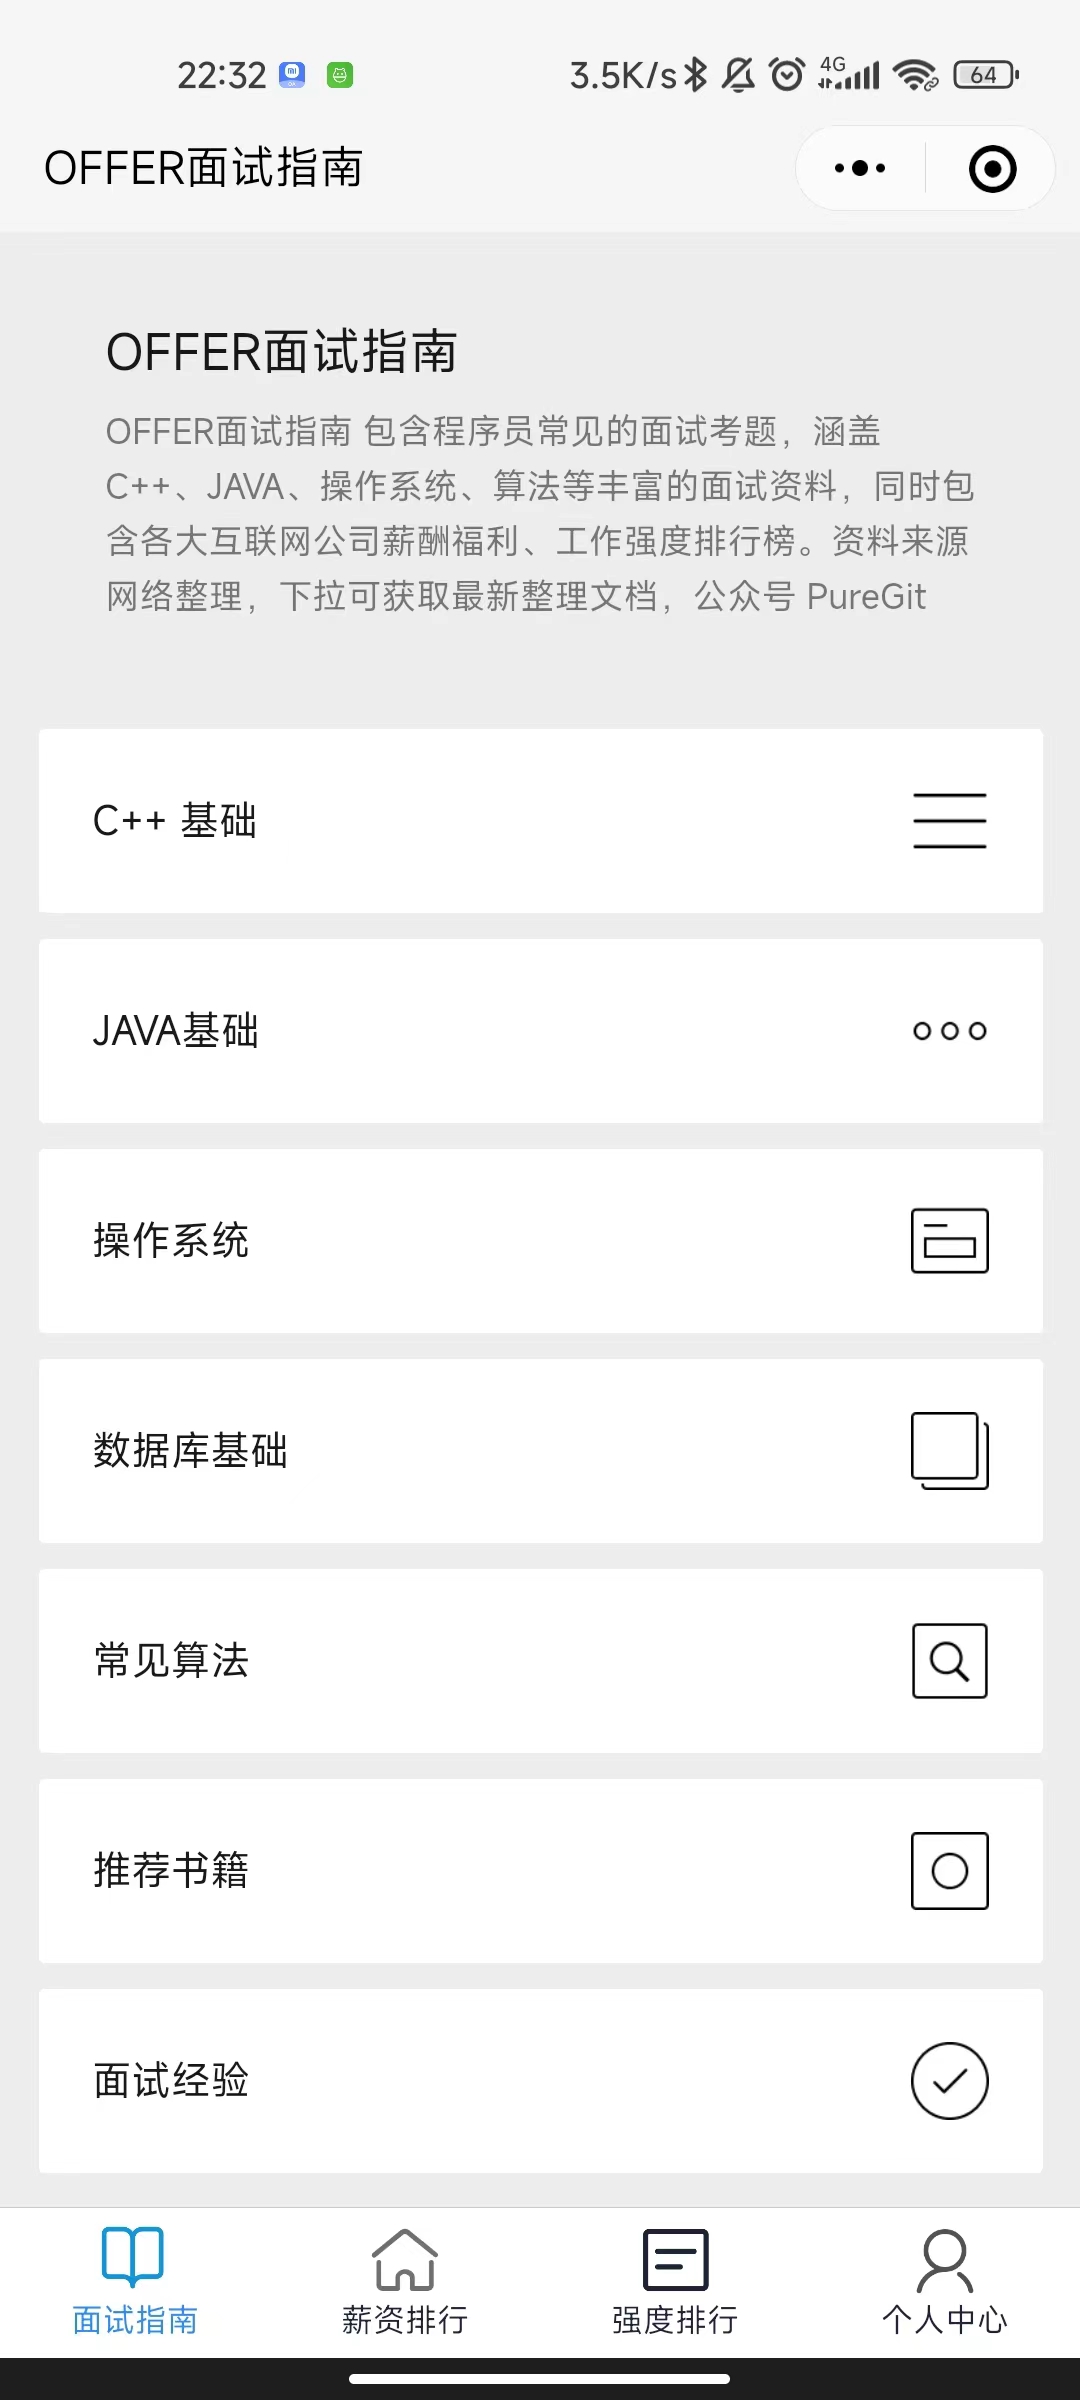 22:32
3.5K/s
4G
64
OFFER面试指南
OFFER面试指南
OFFER面试指南 包含程序员常见的面试考题，涵盖
C++、JAVA、操作系统、算法等丰富的面试资料，同时包
含各大互联网公司薪酬福利、工作强度排行榜。资料来源
网络整理，下拉可获取最新整理文档，公众号 PureGit
C++ 基础
JAVA基础
操作系统
数据库基础
常见算法
推荐书籍
面试经验
面试指南
薪资排行
强度排行
个人中心